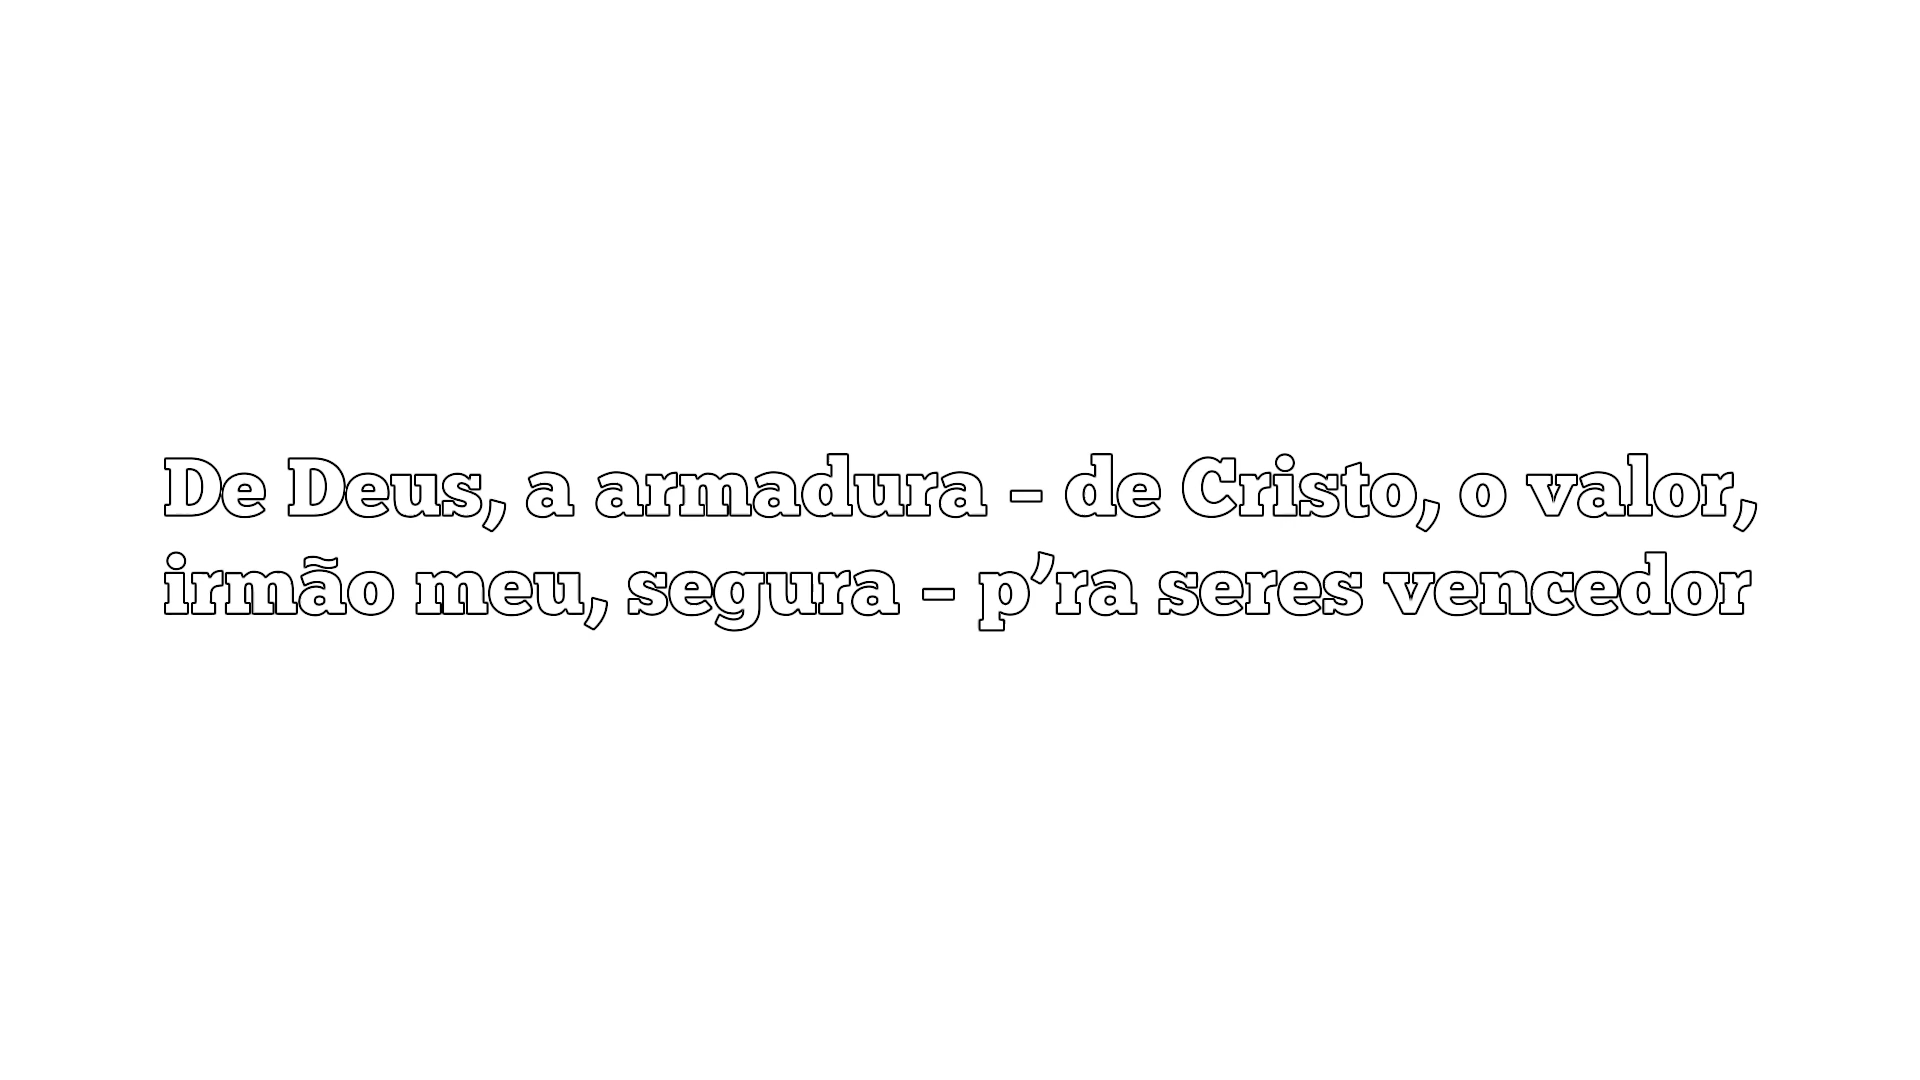 De Deus, a armadura – de Cristo, o valor,
irmão meu, segura – p’ra seres vencedor